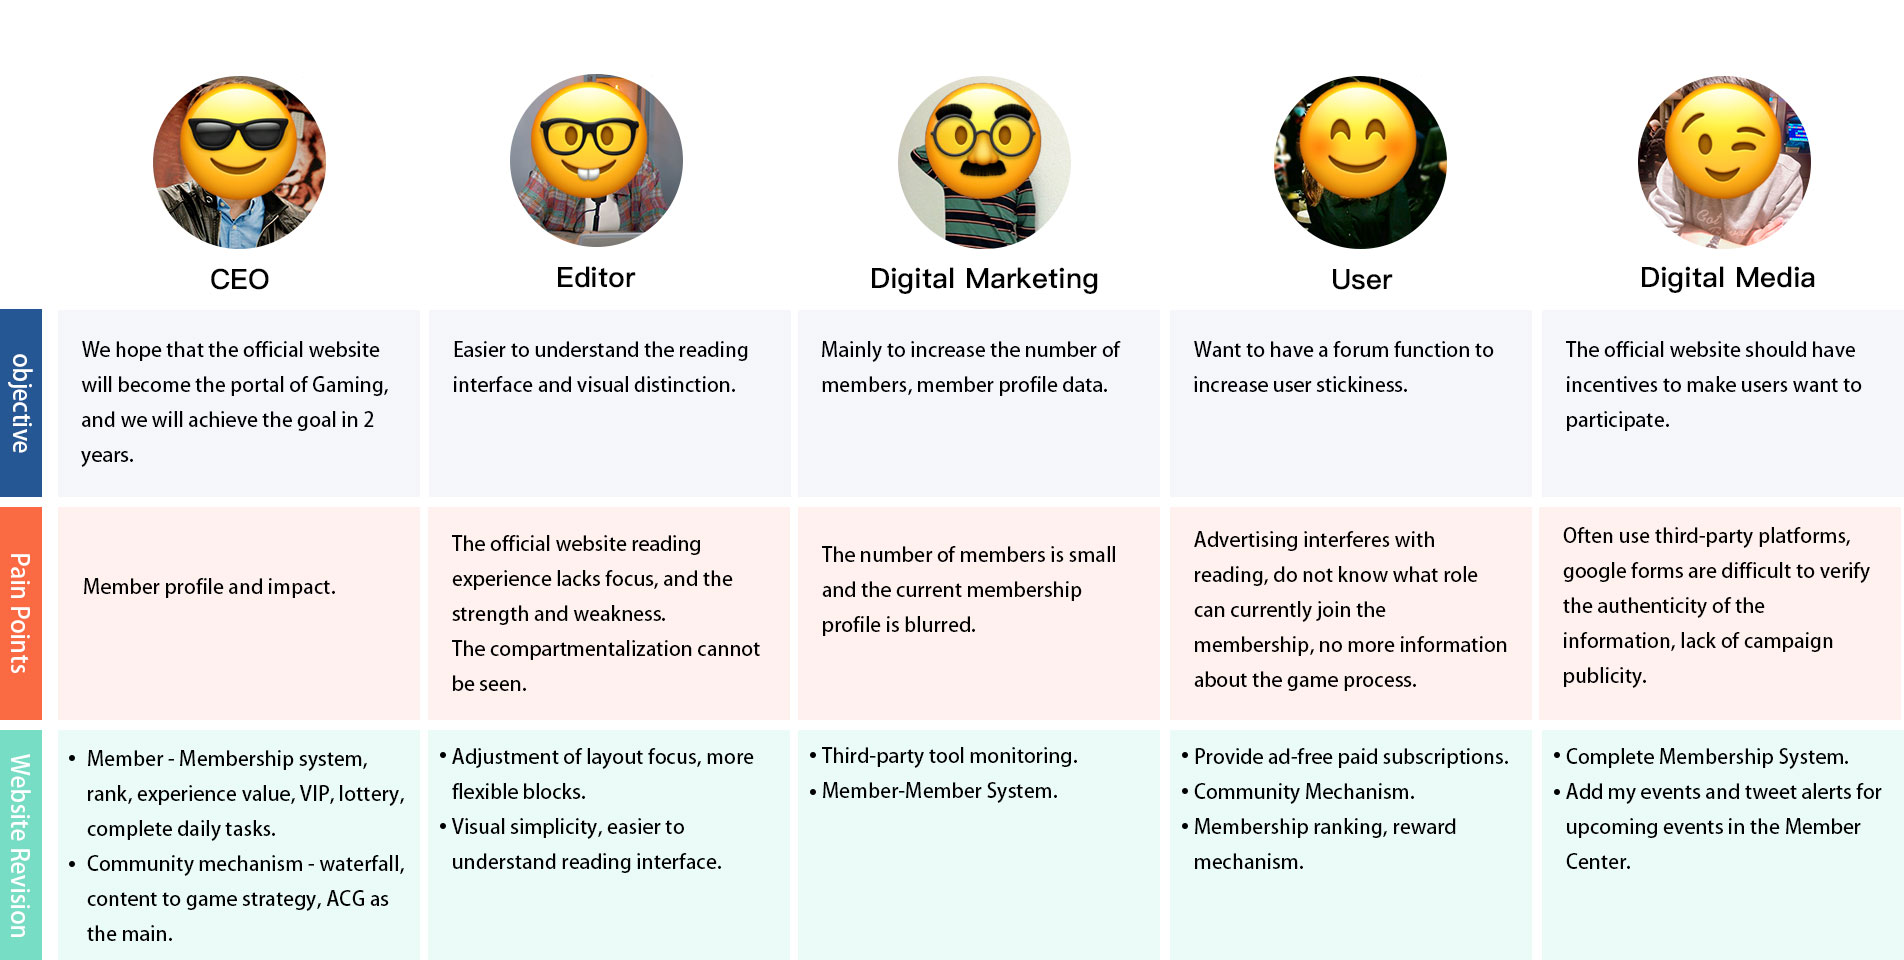 CEO
Editor
Digital Marketing
User
Digital Media
objective
We hope that the official website
will become the portal of Gaming,
and we will achieve the goal in 2
years.
Easier to understand the reading
interface and visual distinction.
Mainly to increase the number of
members, member profile data.
Want to have a forum function to
increase user stickiness.
The official website should have
incentives to make users want to
participate.
Pain Points
Member profile and impact.
The official website reading
experience lacks focus, and the
strength and weakness.
The compartmentalization cannot
be seen.
The number of members is small
and the current membership
profile is blurred.
Advertising interferes with
reading, do not know what role
can currently join the
membership, no more information
about the game process.
Often use third-party platforms,
google forms are difficult to verify
the authenticity of the
information, lack of campaign
publicity.
Website Revision
• Member - Membership system,
rank, experience value, VIP, lottery,
complete daily tasks.
• Community mechanism - waterfall,
content to game strategy, ACG as
the main.
• Adjustment of layout focus, more
flexible blocks.
• Visual simplicity, easier to
understand reading interface.
• Third-party tool monitoring.
• Member-Member System.
• Provide ad-free paid subscriptions.
• Community Mechanism.
• Membership ranking, reward
mechanism.
• Complete Membership System.
• Add my events and tweet alerts for
upcoming events in the Member
Center.